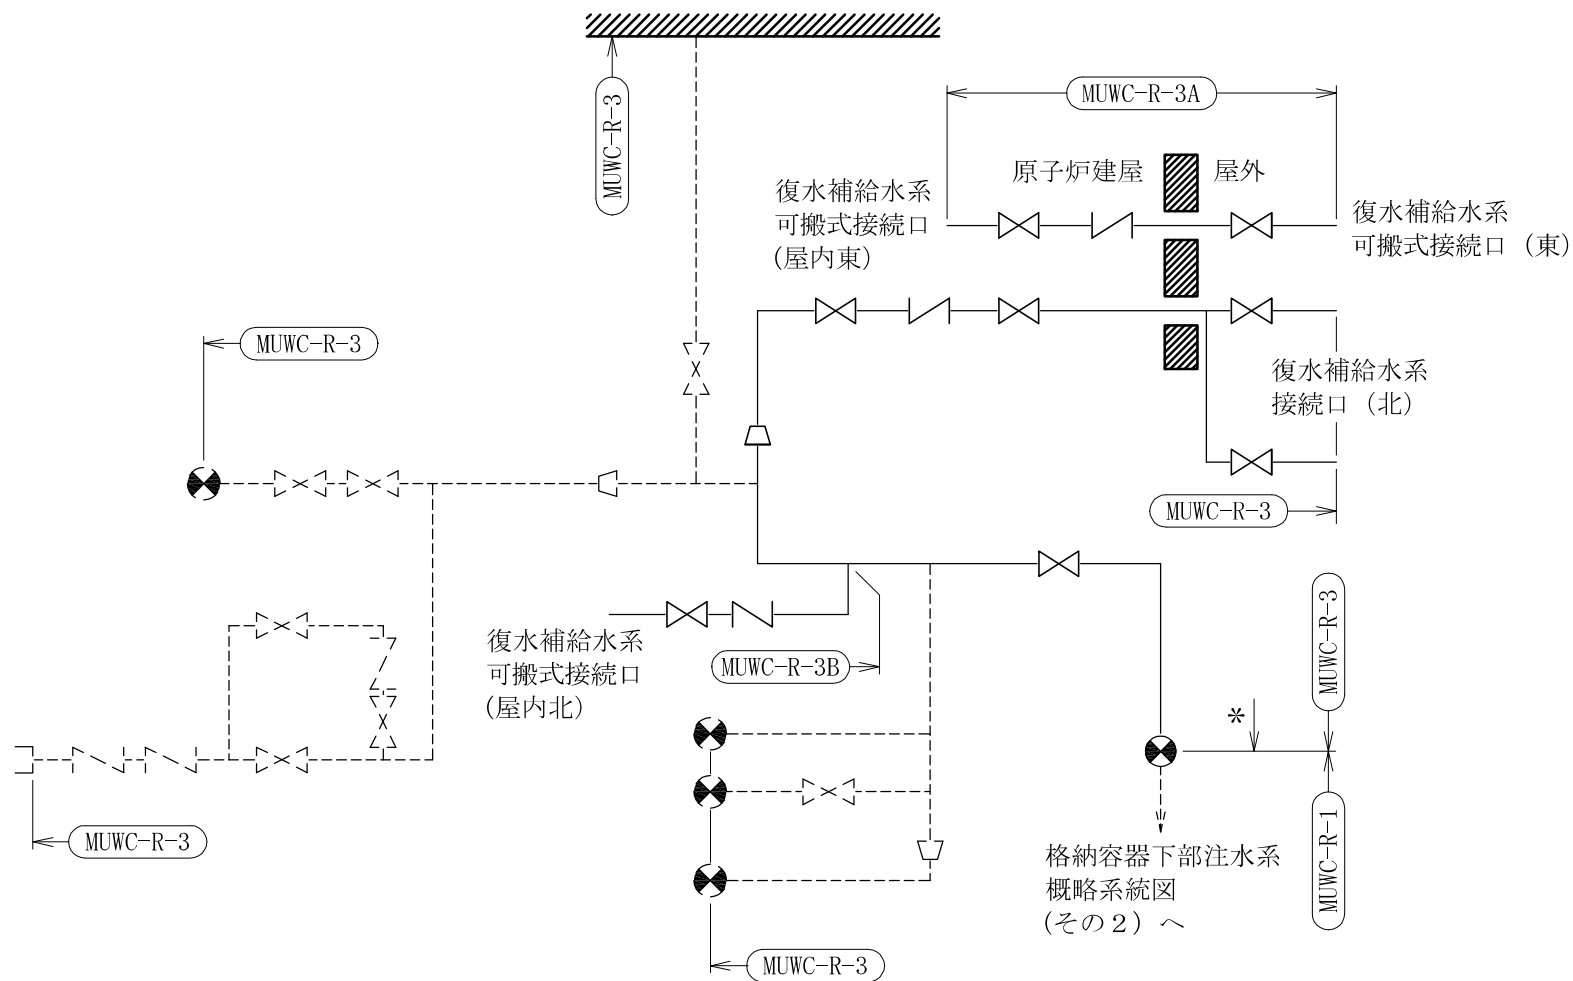 MUWC-R-3
MUWC-R-3A
原子炉建屋
屋外
復水補給水系
可搬式接続口
(屋内東)
復水補給水系
可搬式接続口（東）
MUWC-R-3
復水補給水系
接続口（北）
MUWC-R-3
復水補給水系
可搬式接続口
(屋内北)
MUWC-R-3B
MUWC-R-3
*
MUWC-R-3
MUWC-R-1
格納容器下部注水系
概略系統図
(その２）へ
MUWC-R-3